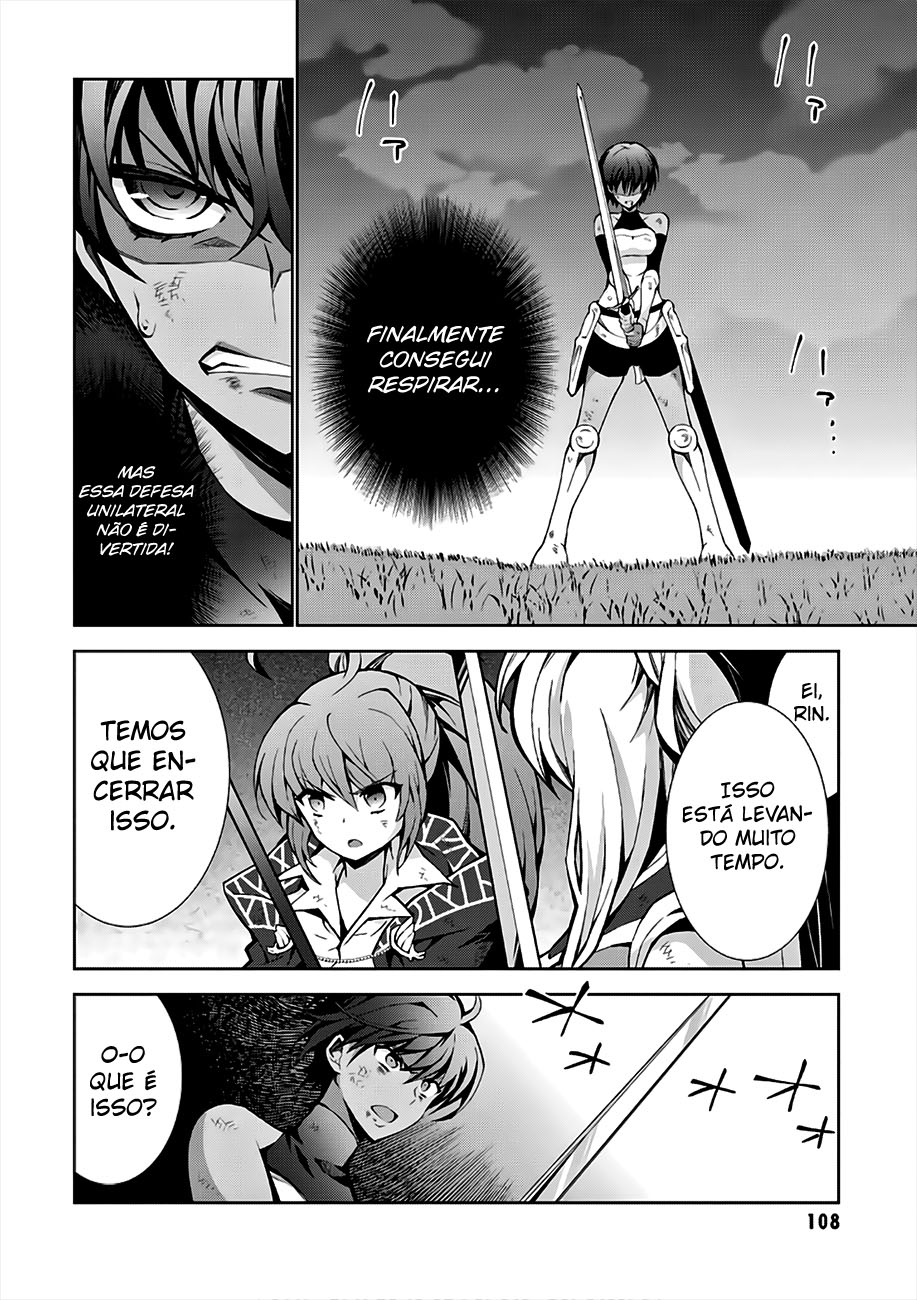 FINALMENTE
CONSEGUI
RESPIRAR...
MAS
ESSA DEFESA
UNILATERAL
NÃO É DI-
VERTIDA!
EI,
RIN.
ISSO
ESTÁ LEVAN-
DO MUITO
TEMPO.
TEMOS
QUE EN-
CERRAR
ISSO.
O-O
QUE É
ISSO?
108